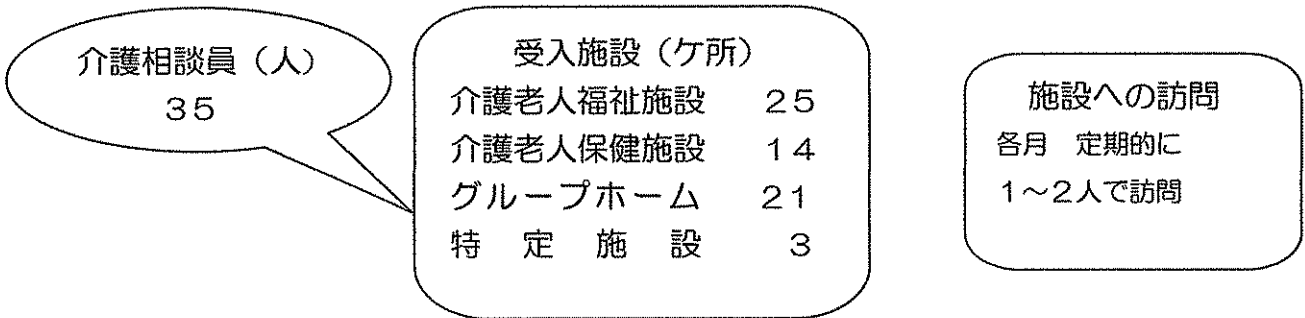 介護相談員（人）
３５
受入施設（ケ所）
介護老人福祉施設　２５
介護老人保健施設　１４
グループホーム　２１
特　定　施　設　３
施設への訪問
各月　定期的に
１～２人で訪問